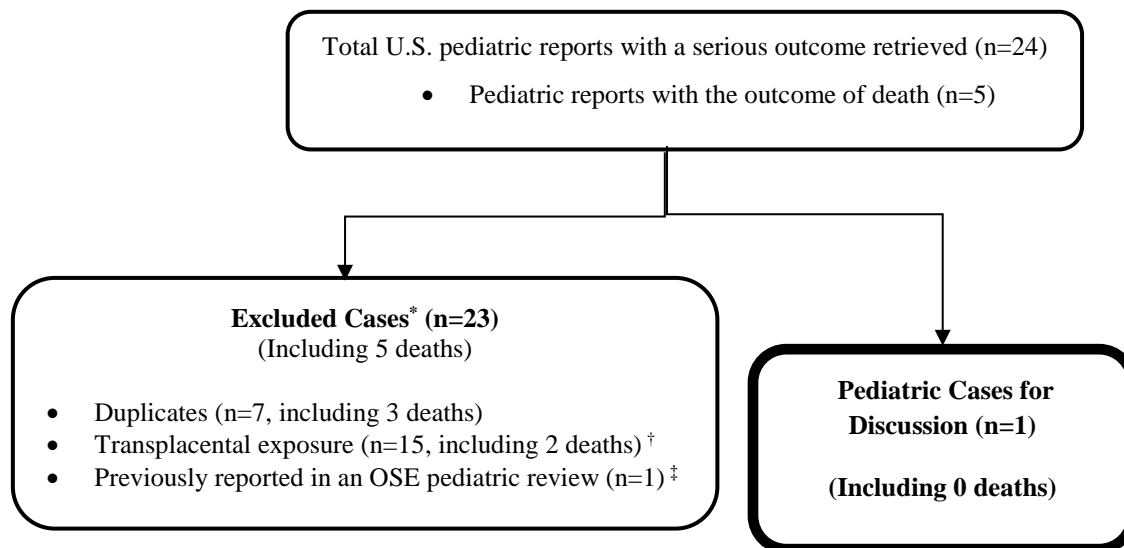 Total U.S. pediatric reports with a serious outcome retrieved (n=24)
• Pediatric reports with the outcome of death (n=5)
Excluded Cases* (n=23)
(Including 5 deaths)
• Duplicates (n=7, including 3 deaths)
• Transplacental exposure (n=15, including 2 deaths) †
• Previously reported in an OSE pediatric review (n=1) ‡
Pediatric Cases for
Discussion (n=1)
(Including 0 deaths)